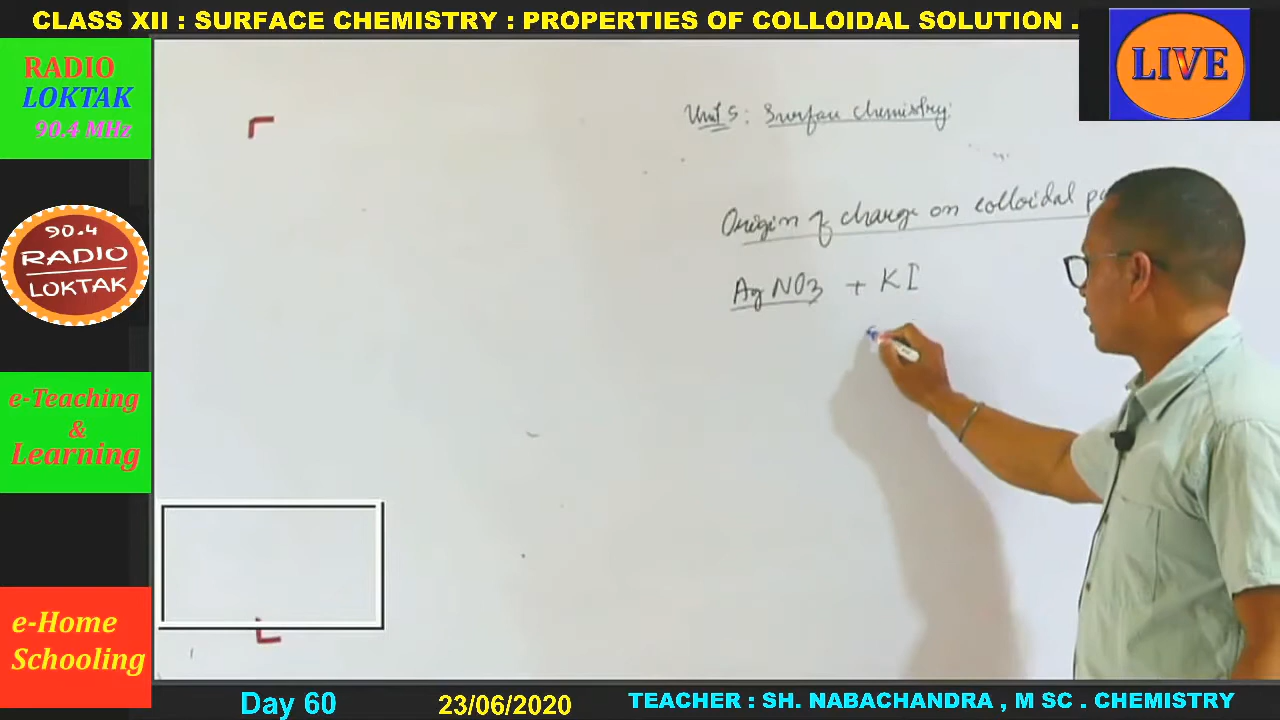 CLASS XII : SURFACE CHEMISTRY : PROPERTIES OF COLLOIDAL SOLUTION .
LIVE
RADIO
LOKTAK
90.4 MHz
90.4
RADIO
LOKTAK
e-Teaching
&
Learning
e-Home
Schooling
Unit 5 : Surface chemistry.
Origin of charge on colloidal
AgNO3 + KI
Day 60
23/06/2020
TEACHER : SH. NABACHANDRA , M SC . CHEMISTRY